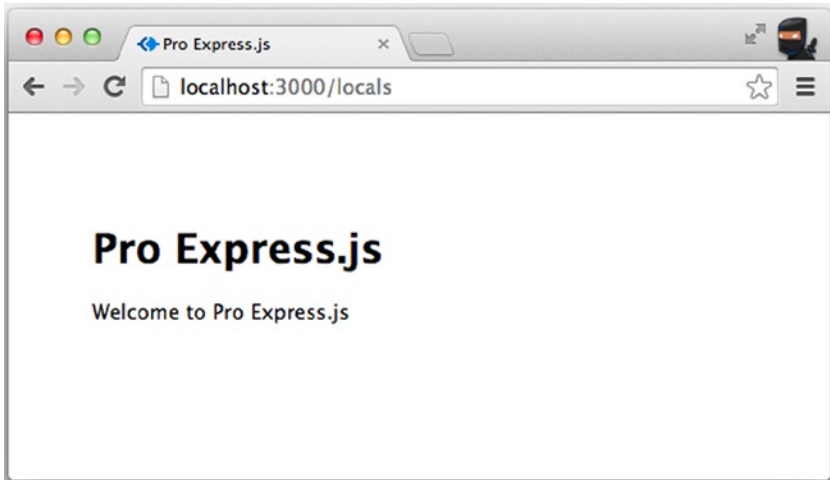 Pro Express.js
localhost:3000/locals
Pro Express.js
Welcome to Pro Express.js